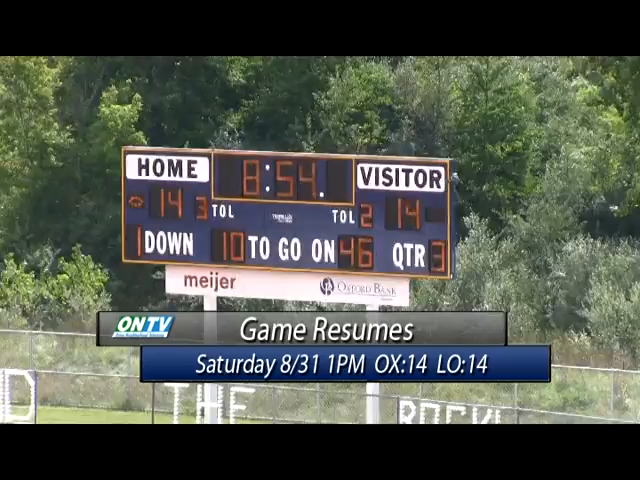 HOME 8:54. VISITOR
14 3 TOL TOL 2 14
1 DOWN 10 TO GO ON 46 QTR 3
meijer OXFORD BANK
ONTV Game Resumes
Saturday 8/31 1PM OX:14 LO:14
D THE ROCK!